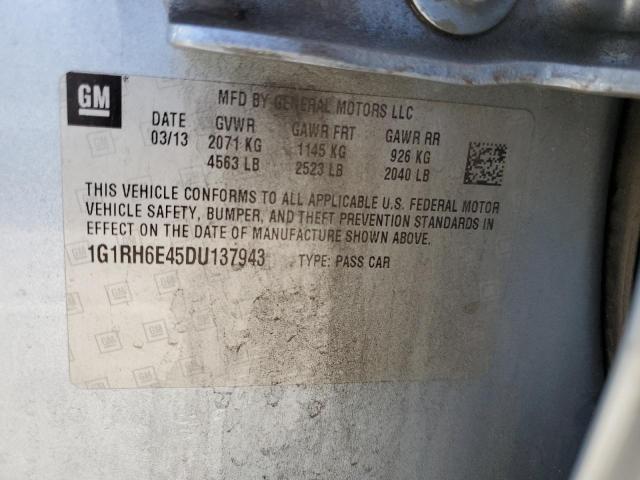 GM
MFD BY GENERAL MOTORS LLC
DATE GVWR GAWR FRT GAWR RR
03/13 2071 KG 1145 KG 926 KG
4563 LB 2523 LB 2040 LB
THIS VEHICLE CONFORMS TO ALL APPLICABLE U.S. FEDERAL MOTOR
VEHICLE SAFETY, BUMPER, AND THEFT PREVENTION STANDARDS IN
EFFECT ON THE DATE OF MANUFACTURE SHOWN ABOVE.
1G1RH6E45DU137943 TYPE: PASS CAR